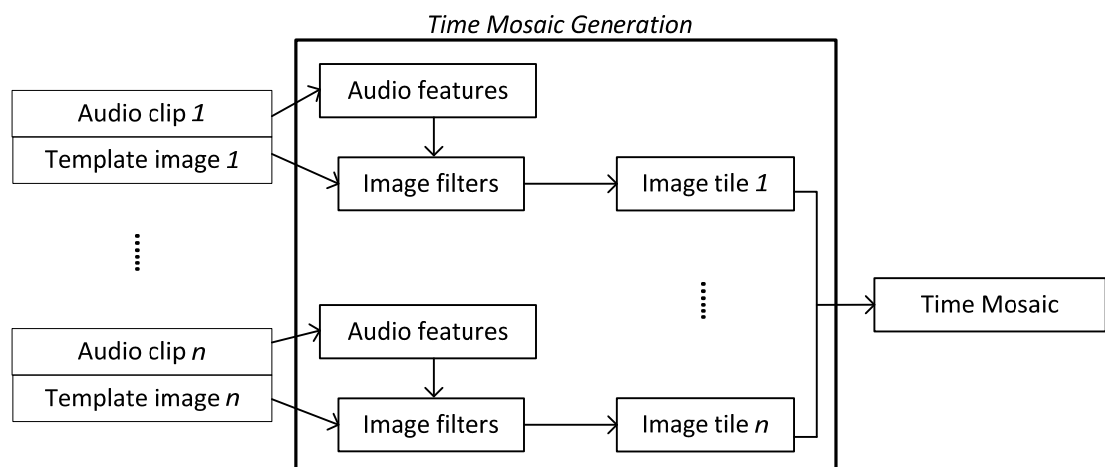 Time Mosaic Generation
Audio features
Audio clip 1
Template image 1
Image filters
Image tile 1
Time Mosaic
Audio features
Audio clip n
Template image n
Image filters
Image tile n